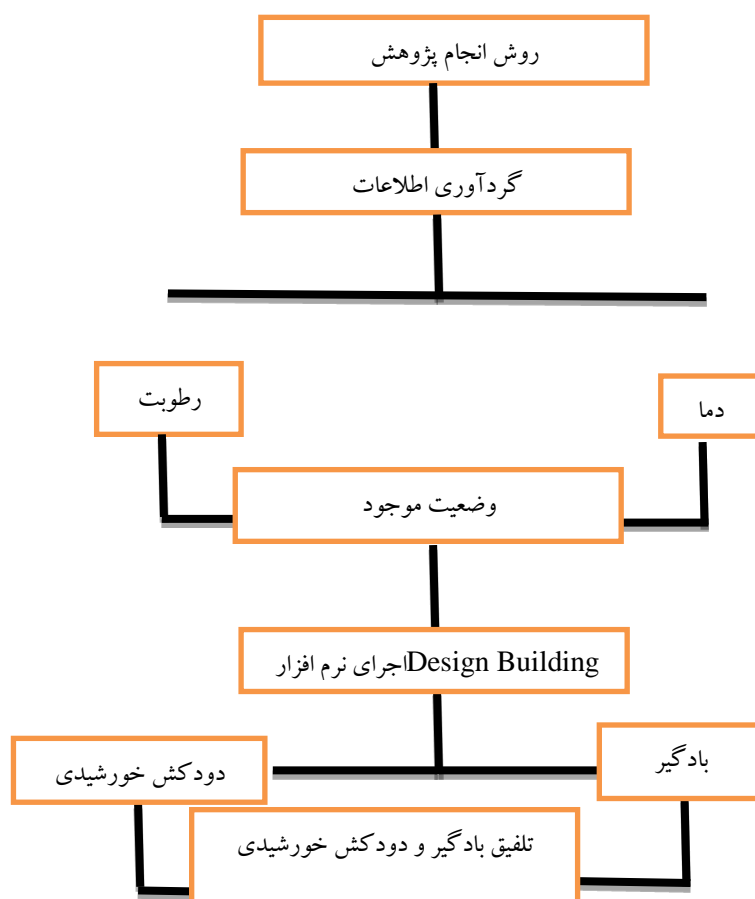 روش انجام پژوهش
گردآوری اطلاعات
دما
رطوبت
وضعیت موجود
اجرای نرم افزار Design Building
بادگیر
دودکش خورشیدی
تلفیق بادگیر و دودکش خورشیدی